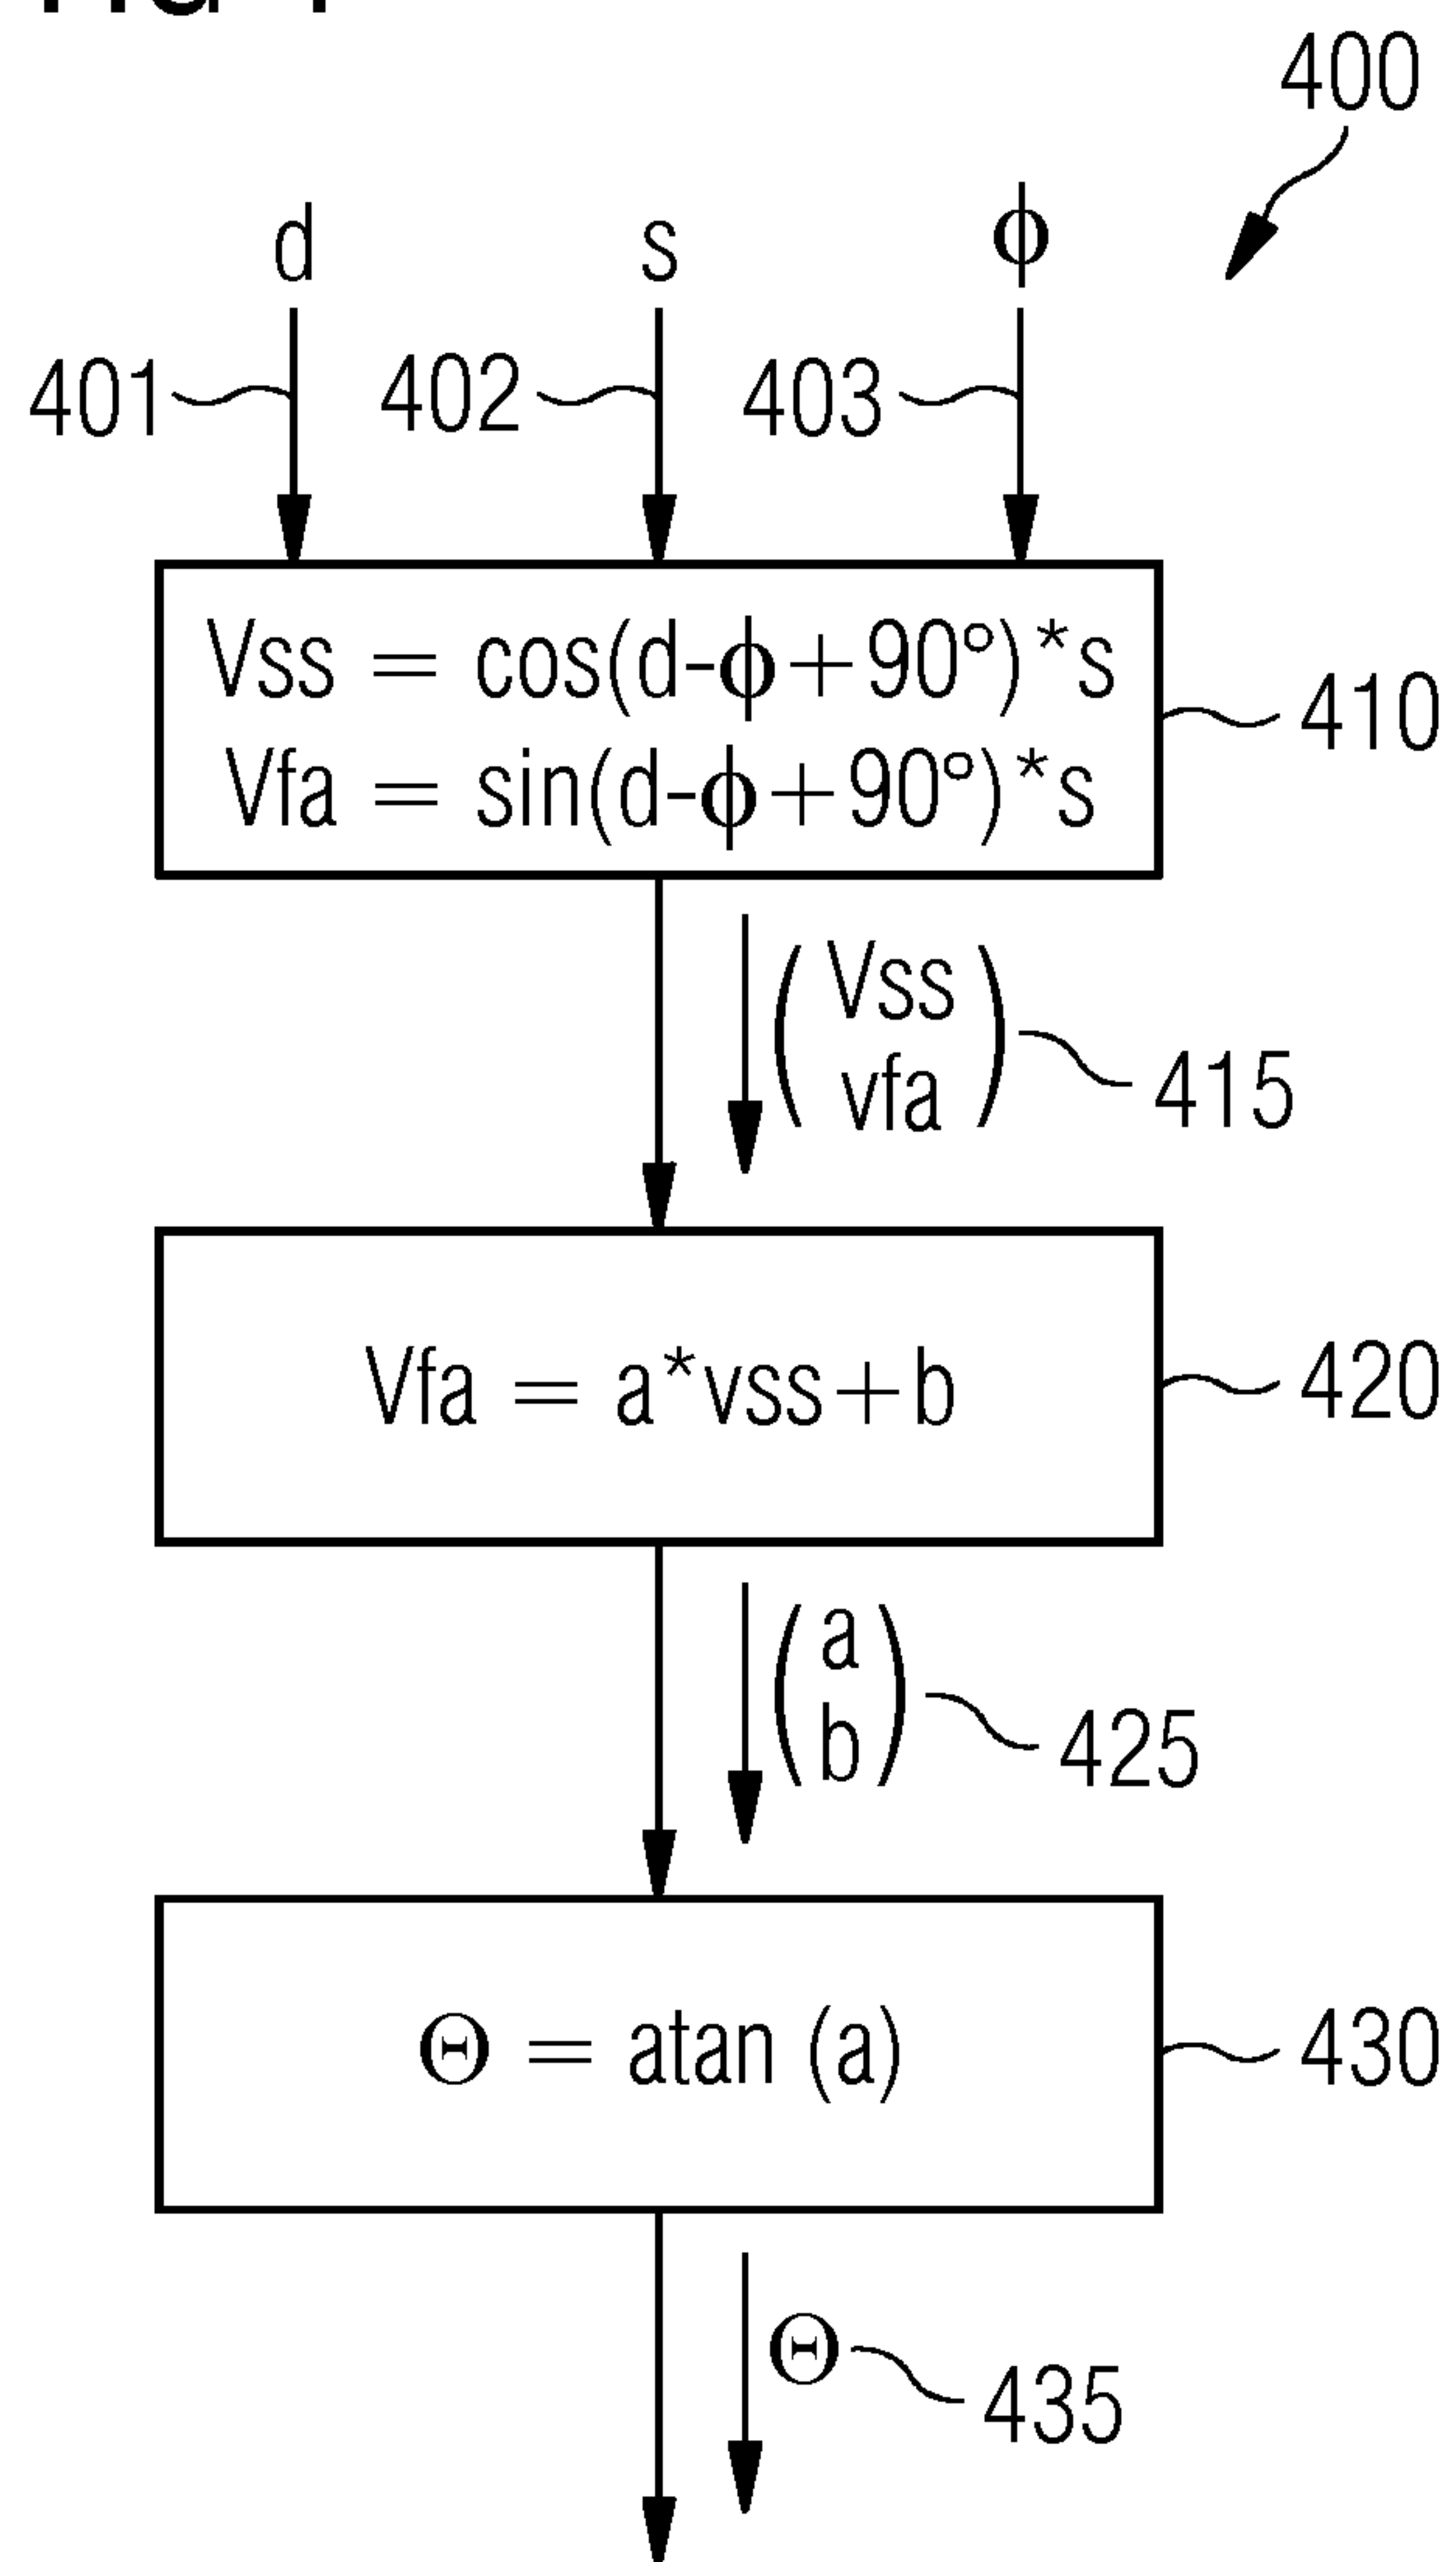 400
d s ϕ
401 402 403
Vss = cos(d-ϕ+90°)*s
Vfa = sin(d-ϕ+90°)*s
410
Vss
vfa
415
Vfa = a*vss+b
420
a
b
425
Θ = atan (a)
430
Θ
435